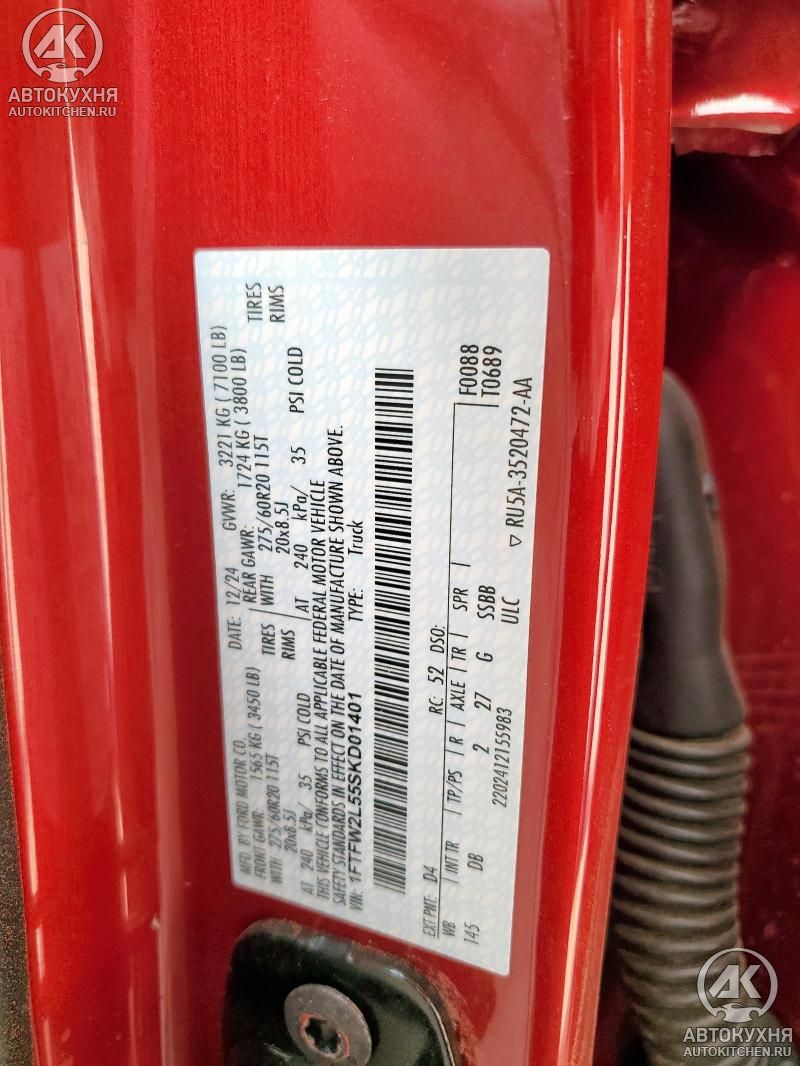 АК
АВТОКУХНЯ
AUTOKITCHEN.RU
MFD. BY FORD MOTOR CO.
DATE: 12/24 GVWR: 3221 KG ( 7100 LB)
FRONT GAWR: 1565 KG ( 3450 LB) REAR GAWR: 1724 KG ( 3800 LB)
WITH 275/60R20 115T TIRES WITH 275/60R20 115T TIRES
20x8.5J RIMS 20x8.5J RIMS
AT 240 kPa/ 35 PSI COLD AT 240 kPa/ 35 PSI COLD
THIS VEHICLE CONFORMS TO ALL APPLICABLE FEDERAL MOTOR VEHICLE
SAFETY STANDARDS IN EFFECT ON THE DATE OF MANUFACTURE SHOWN ABOVE.
VIN: 1FTFW2L55SKD01401 TYPE: Truck
EXT PNT: D4 RC: 52 DSO:
WB INT TR TP/PS R AXLE TR SPR F0088
145 DB 2 27 G SSBB T0689
2202412155983 ULC
▽ RU5A-3520472-AA
АК
АВТОКУХНЯ
AUTOKITCHEN.RU